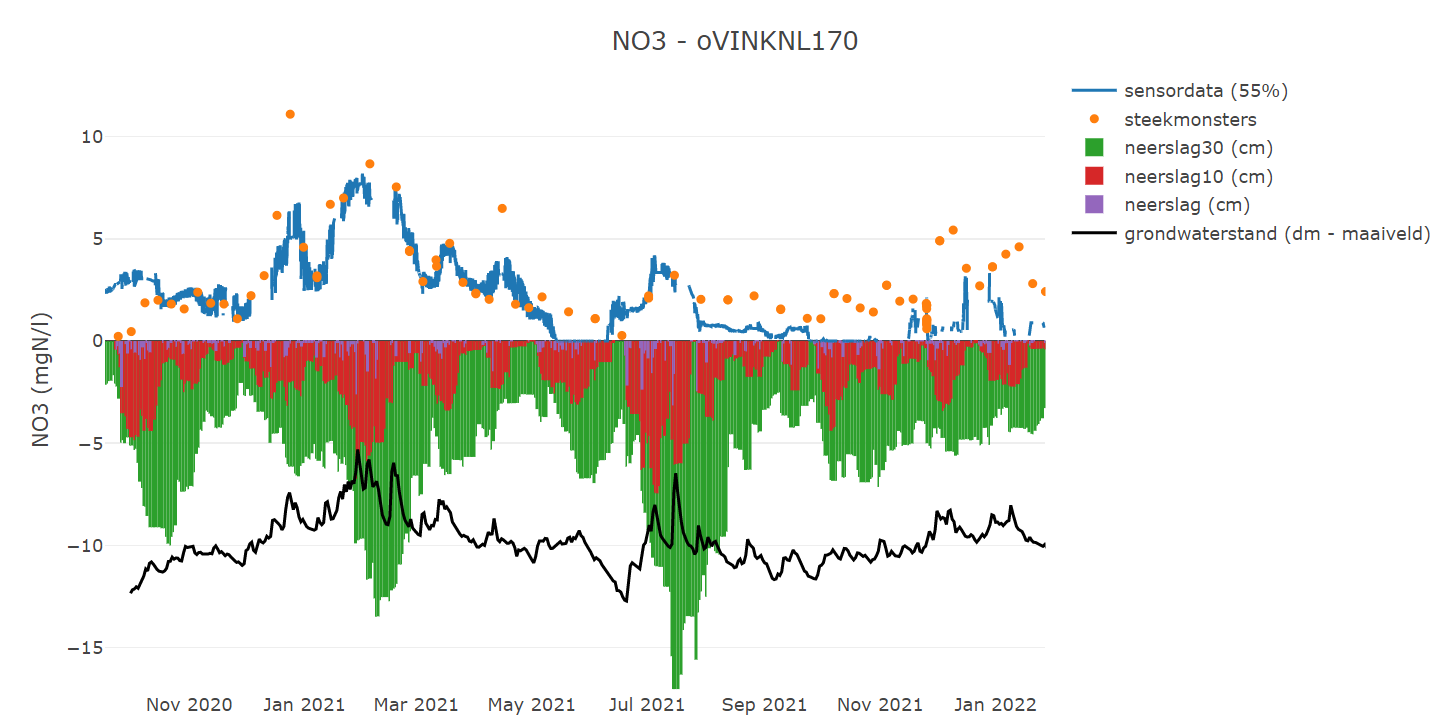 NO3 - oVINKNL170
sensordata (55%)
steekmonsters
neerslag30 (cm)
neerslag10 (cm)
neerslag (cm)
grondwaterstand (dm - maaiveld)
NO3 (mgN/l)
10
5
0
−5
−10
−15
Nov 2020
Jan 2021
Mar 2021
May 2021
Jul 2021
Sep 2021
Nov 2021
Jan 2022